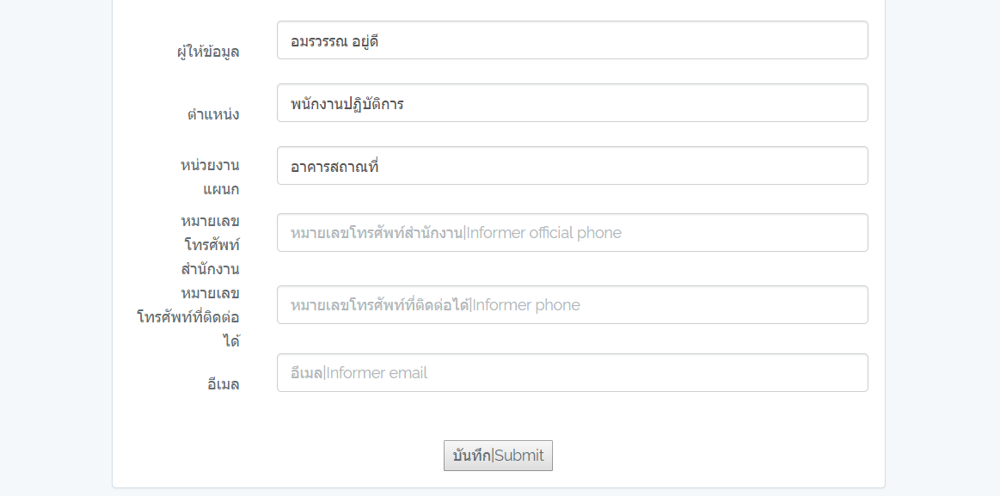 ผู้ให้ข้อมูล
อมรวรรณ อยู่ดี
ตำแหน่ง
พนักงานปฏิบัติการ
หน่วยงาน
แผนก
อาคารสถาณที่
หมายเลข
โทรศัพท์
สำนักงาน
หมายเลขโทรศัพท์สำนักงาน|Informer official phone
หมายเลข
โทรศัพท์ที่ติดต่อ
ได้
หมายเลขโทรศัพท์ที่ติดต่อได้|Informer phone
อีเมล
อีเมล|Informer email
บันทึก|Submit